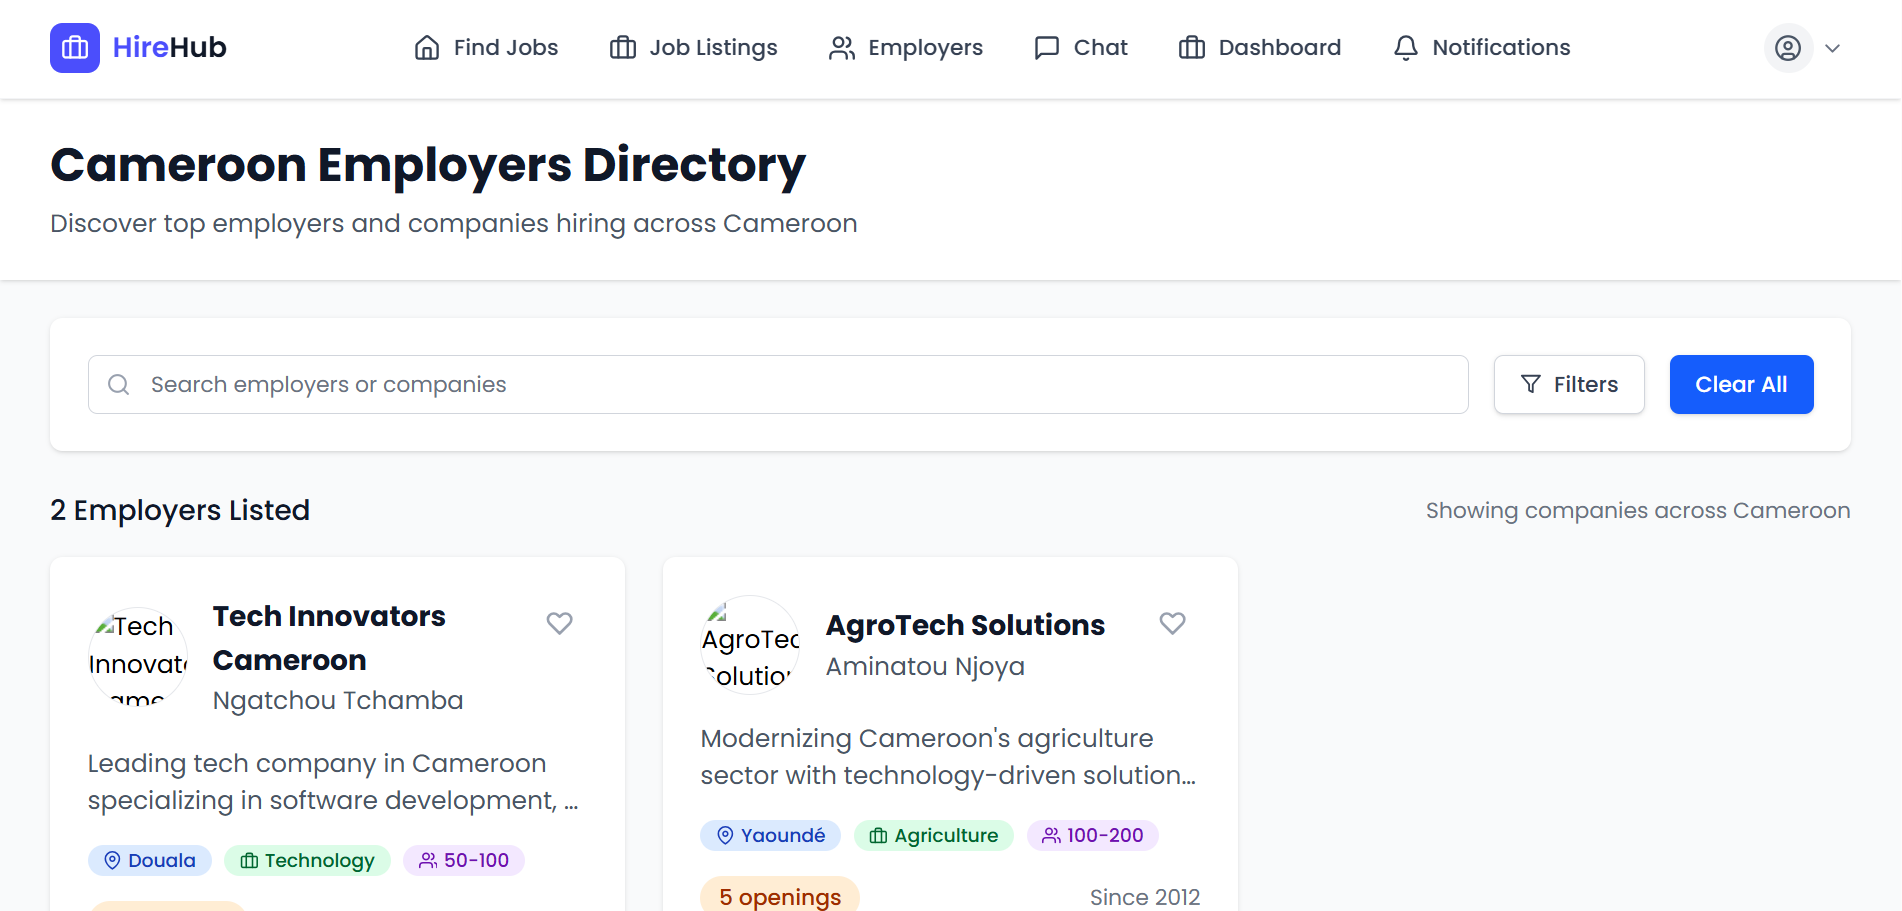 HireHub
Find Jobs
Job Listings
Employers
Chat
Dashboard
Notifications
Cameroon Employers Directory
Discover top employers and companies hiring across Cameroon
Search employers or companies
Filters
Clear All
2 Employers Listed
Showing companies across Cameroon
Tech
Innovat
ame
Tech Innovators
Cameroon
Ngatchou Tchamba
Leading tech company in Cameroon
specializing in software development, ...
Douala
Technology
50-100
AgroTec
Solution
AgroTech Solutions
Aminatou Njoya
Modernizing Cameroon's agriculture
sector with technology-driven solution...
Yaoundé
Agriculture
100-200
5 openings
Since 2012